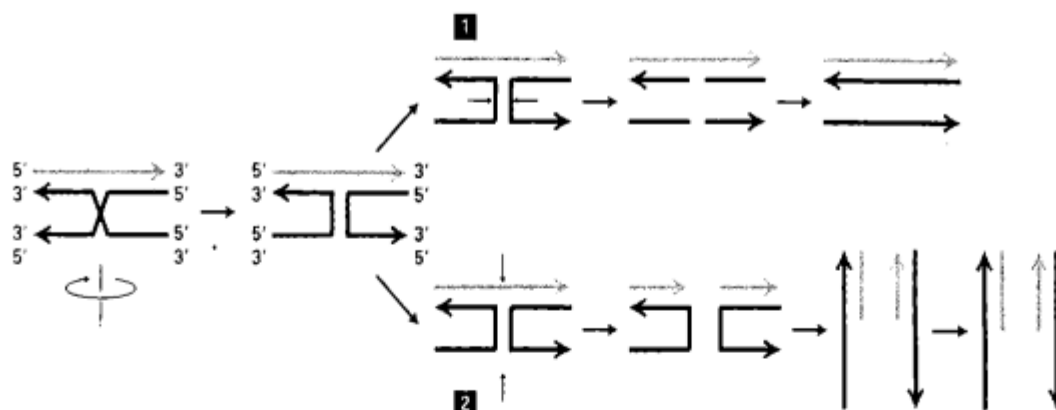 1
5′ 3′ 5′ 3′
3′ 5′ 3′ 5′
3′ 5′ 5′ 3′
5′ 3′ 3′ 5′
2